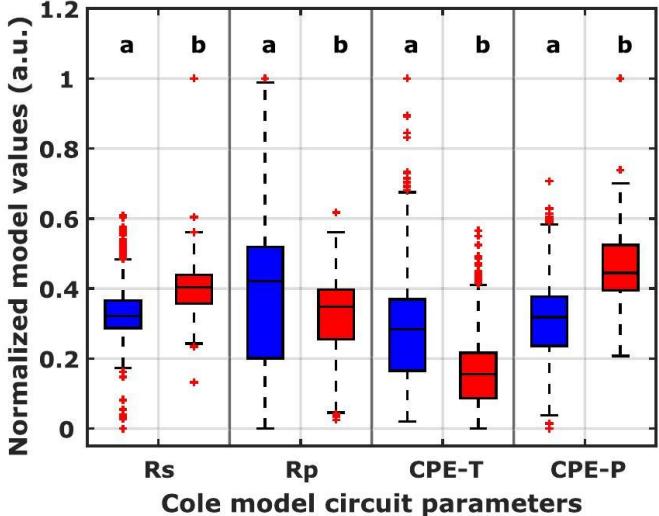 Normalized model values (a.u.)
1.2
1
0.8
0.6
0.4
0.2
0
a b a b a b a b
Rs Rp CPE-T CPE-P
Cole model circuit parameters